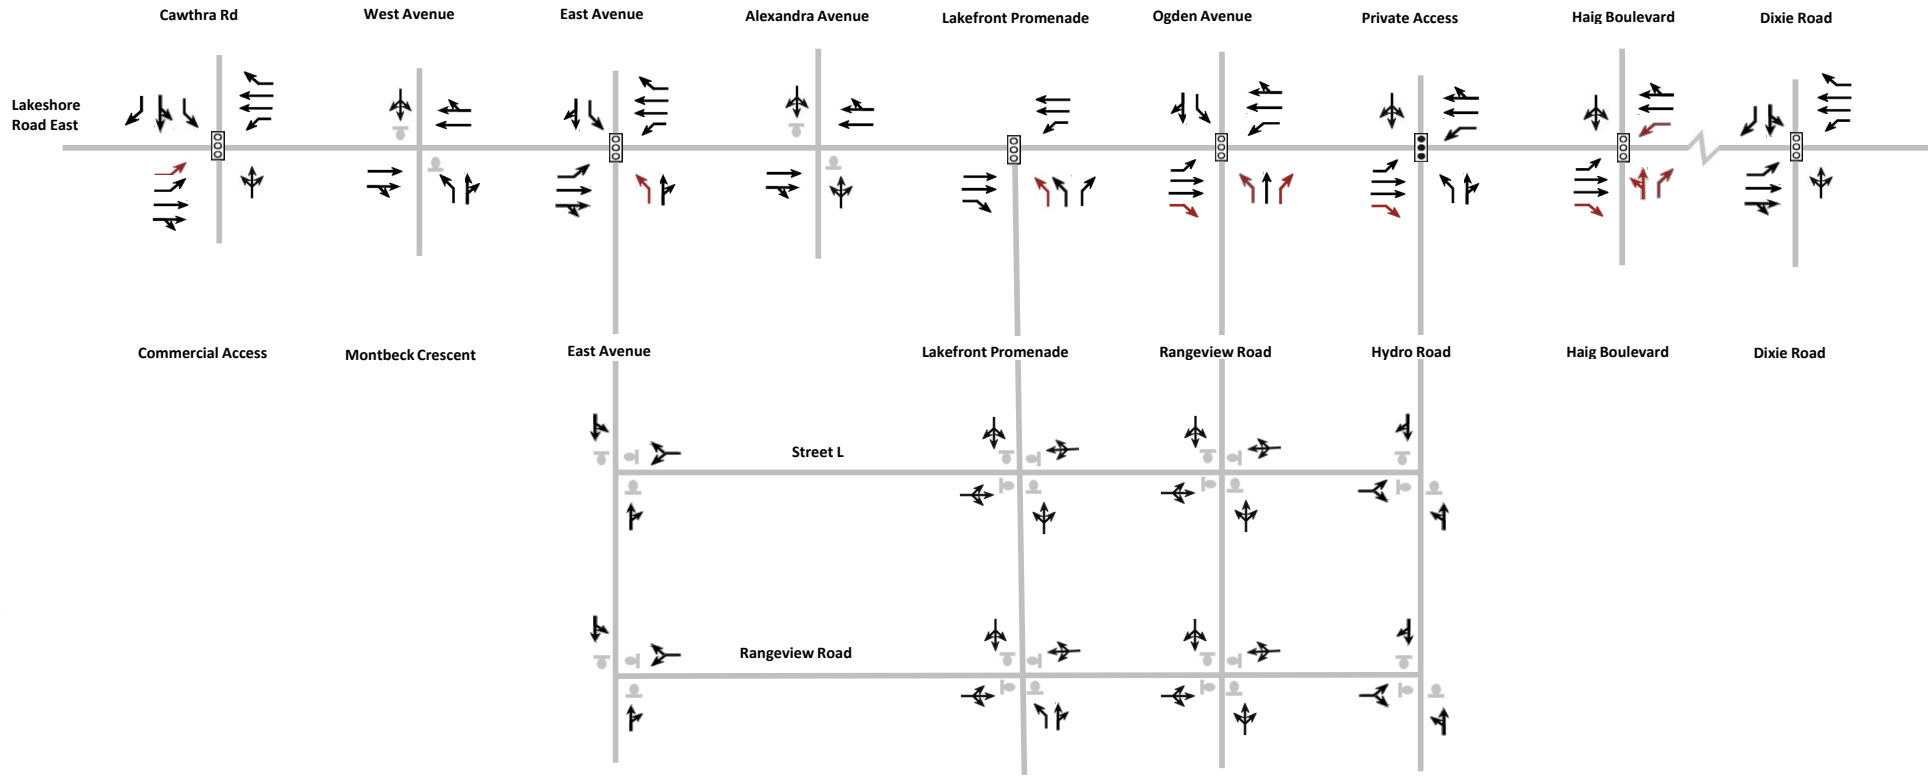 Cawthra Rd
West Avenue
East Avenue
Alexandra Avenue
Lakefront Promenade
Ogden Avenue
Private Access
Haig Boulevard
Dixie Road
Lakeshore
Road East
Commercial Access
Montbeck Crescent
East Avenue
Lakefront Promenade
Rangeview Road
Hydro Road
Haig Boulevard
Dixie Road
Street L
Rangeview Road